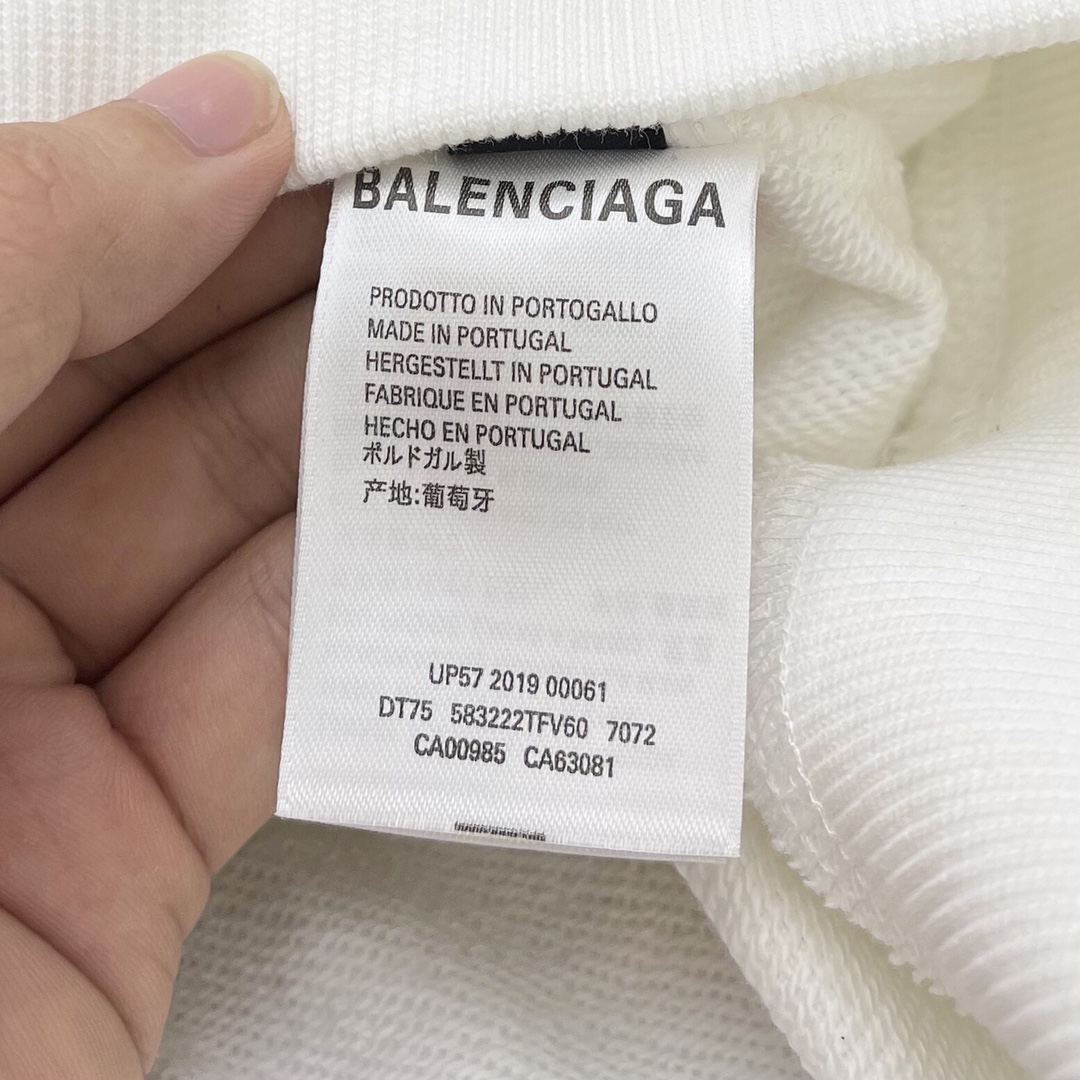 BALENCIAGA
PRODOTTO IN PORTOGALLO
MADE IN PORTUGAL
HERGESTELLT IN PORTUGAL
FABRIQUE EN PORTUGAL
HECHO EN PORTUGAL
ポルドガル製
产地:葡萄牙
UP57 2019 00061
DT75 583222TFV60 7072
CA00985 CA63081